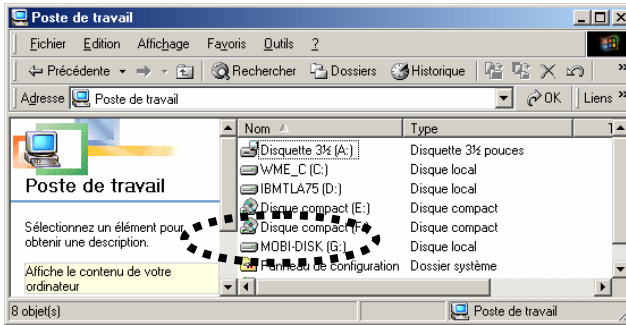 Poste de travail
Fichier Edition Affichage Favoris Outils ?
Précédente Rechercher Dossiers Historique »
Adresse Poste de travail OK Liens »
Nom Type
Disquette 3½ (A:) Disquette 3½ pouces
WME_C (C:) Disque local
IBMTLA75 (D:) Disque local
Disque compact (E:) Disque compact
Disque compact (F:) Disque compact
MOBI-DISK (G:) Disque local
Panneau de configuration Dossier système
Poste de travail
Sélectionnez un élément pour
obtenir une description.
Affiche le contenu de votre
ordinateur
8 objet(s) Poste de travail